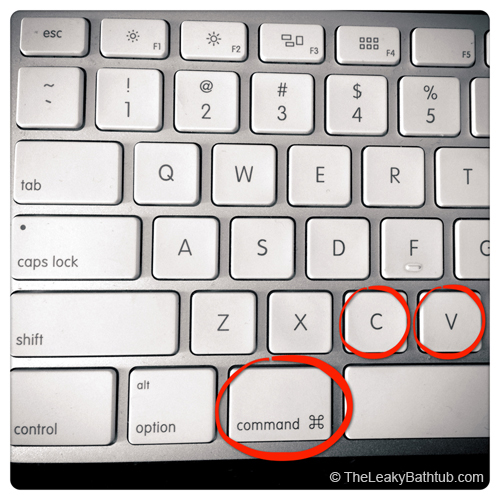 esc F1 F2 F3 F4 F5
~ ! @ # $ %
` 1 2 3 4 5
tab Q W E R T
caps lock A S D F G
shift Z X C V
alt
control option command ⌘
© TheLeakyBathtub.com